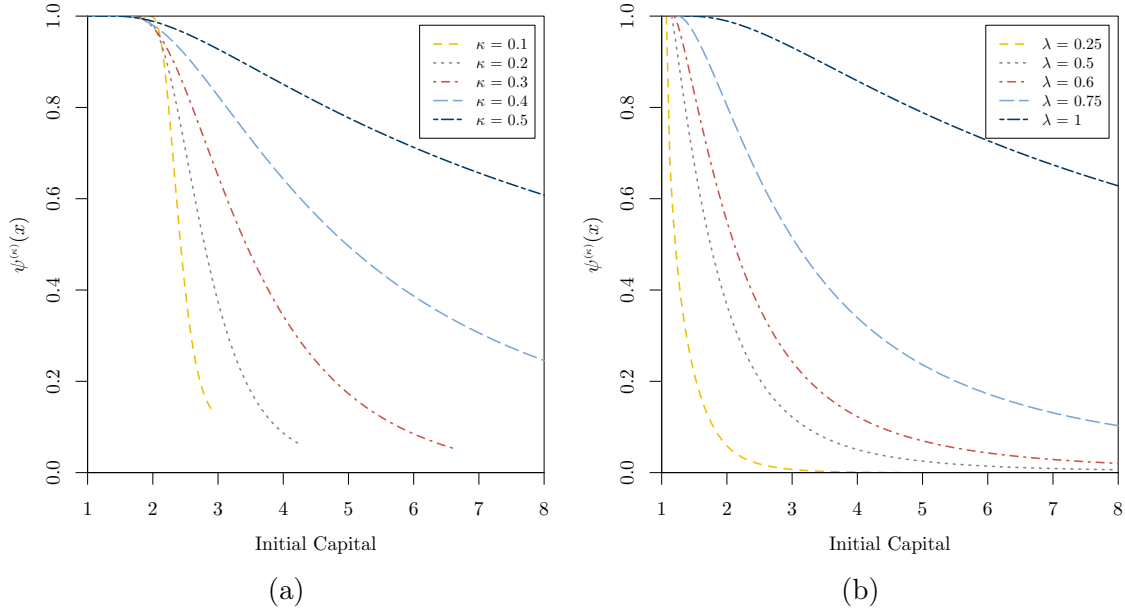 1.0
0.8
0.6
0.4
0.2
0.0
ψ⁽ᵏ⁾(x)
κ = 0.1
κ = 0.2
κ = 0.3
κ = 0.4
κ = 0.5
1 2 3 4 5 6 7 8
Initial Capital
(a)
1.0
0.8
0.6
0.4
0.2
0.0
ψ⁽ᵏ⁾(x)
λ = 0.25
λ = 0.5
λ = 0.6
λ = 0.75
λ = 1
1 2 3 4 5 6 7 8
Initial Capital
(b)